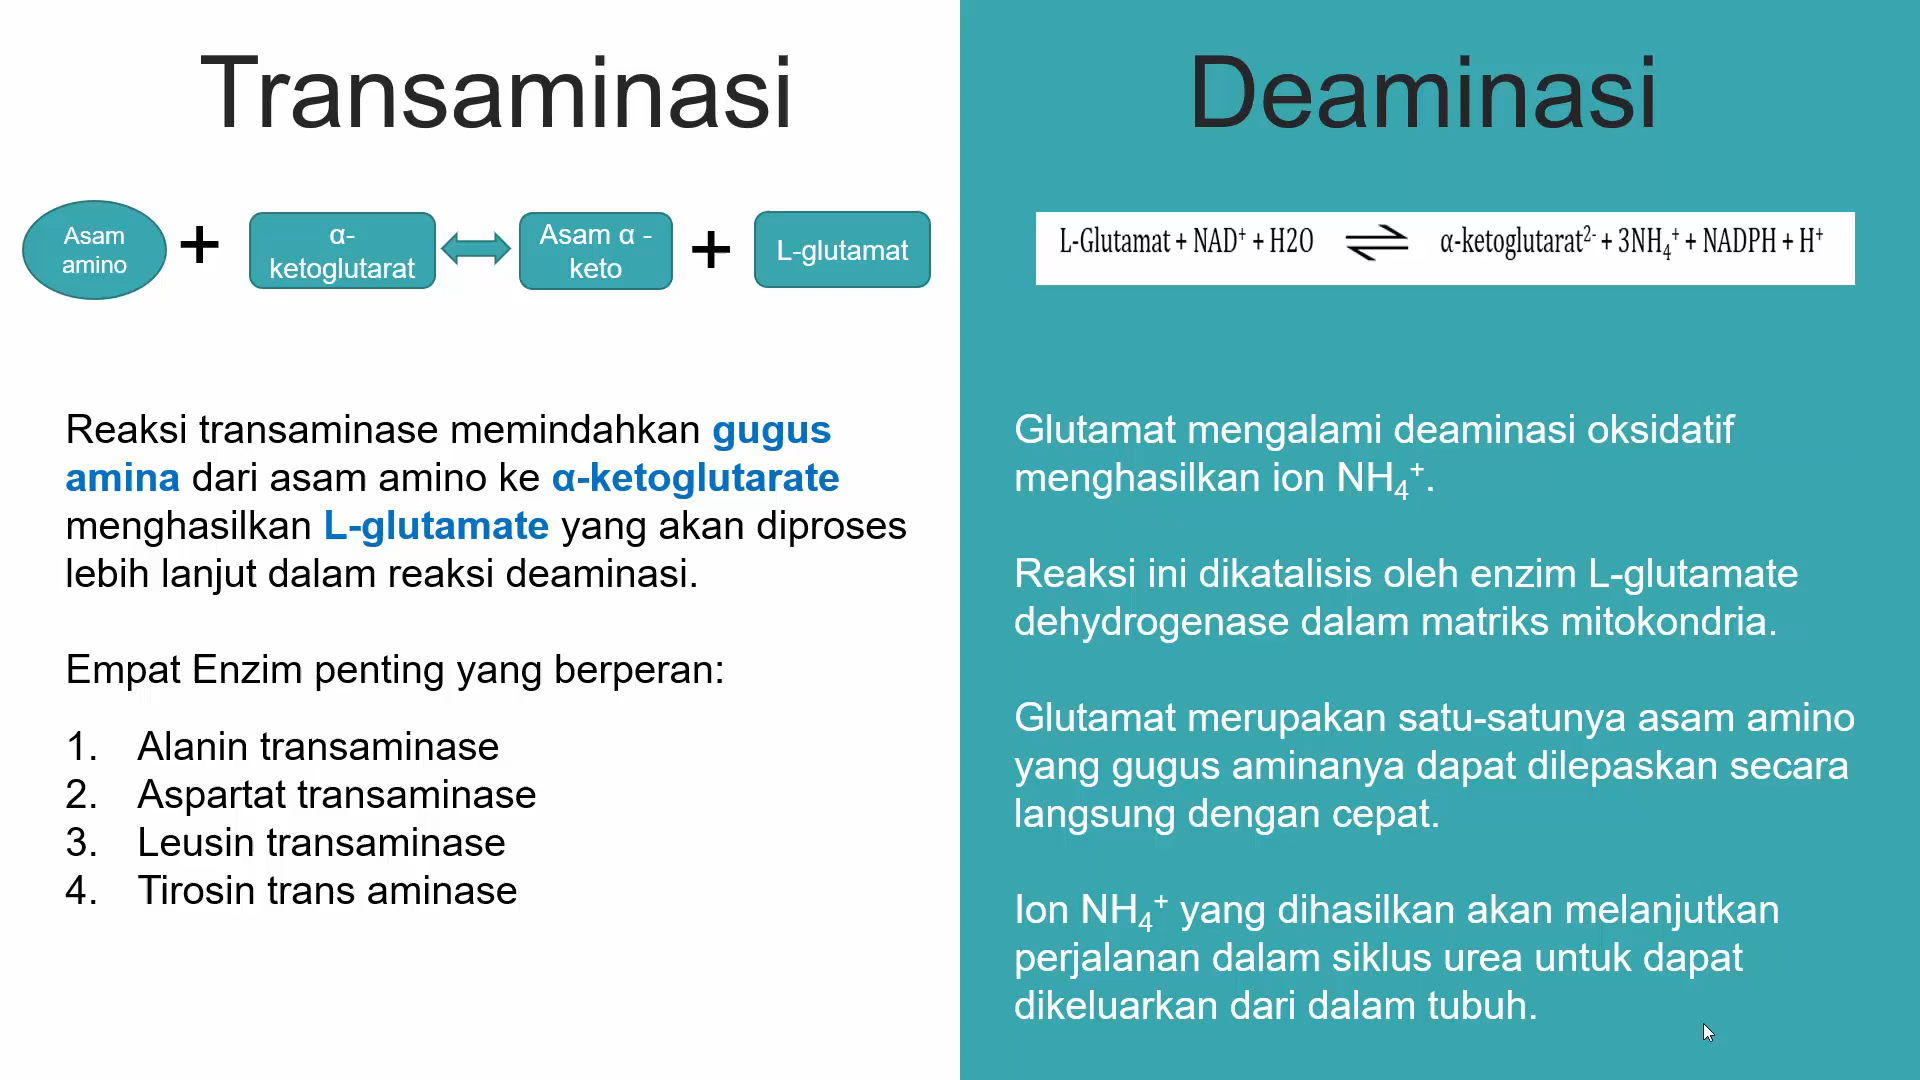 Transaminasi
Asam
amino
+
α-
ketoglutarat
Asam α -
keto
+
L-glutamat
Reaksi transaminase memindahkan gugus
amina dari asam amino ke α-ketoglutarate
menghasilkan L-glutamate yang akan diproses
lebih lanjut dalam reaksi deaminasi.
Empat Enzim penting yang berperan:
1. Alanin transaminase
2. Aspartat transaminase
3. Leusin transaminase
4. Tirosin trans aminase
Deaminasi
L-Glutamat + NAD⁺ + H2O ⇌ α-ketoglutarat²⁻ + 3NH₄⁺ + NADPH + H⁺
Glutamat mengalami deaminasi oksidatif
menghasilkan ion NH₄⁺.
Reaksi ini dikatalisis oleh enzim L-glutamate
dehydrogenase dalam matriks mitokondria.
Glutamat merupakan satu-satunya asam amino
yang gugus aminanya dapat dilepaskan secara
langsung dengan cepat.
Ion NH₄⁺ yang dihasilkan akan melanjutkan
perjalanan dalam siklus urea untuk dapat
dikeluarkan dari dalam tubuh.